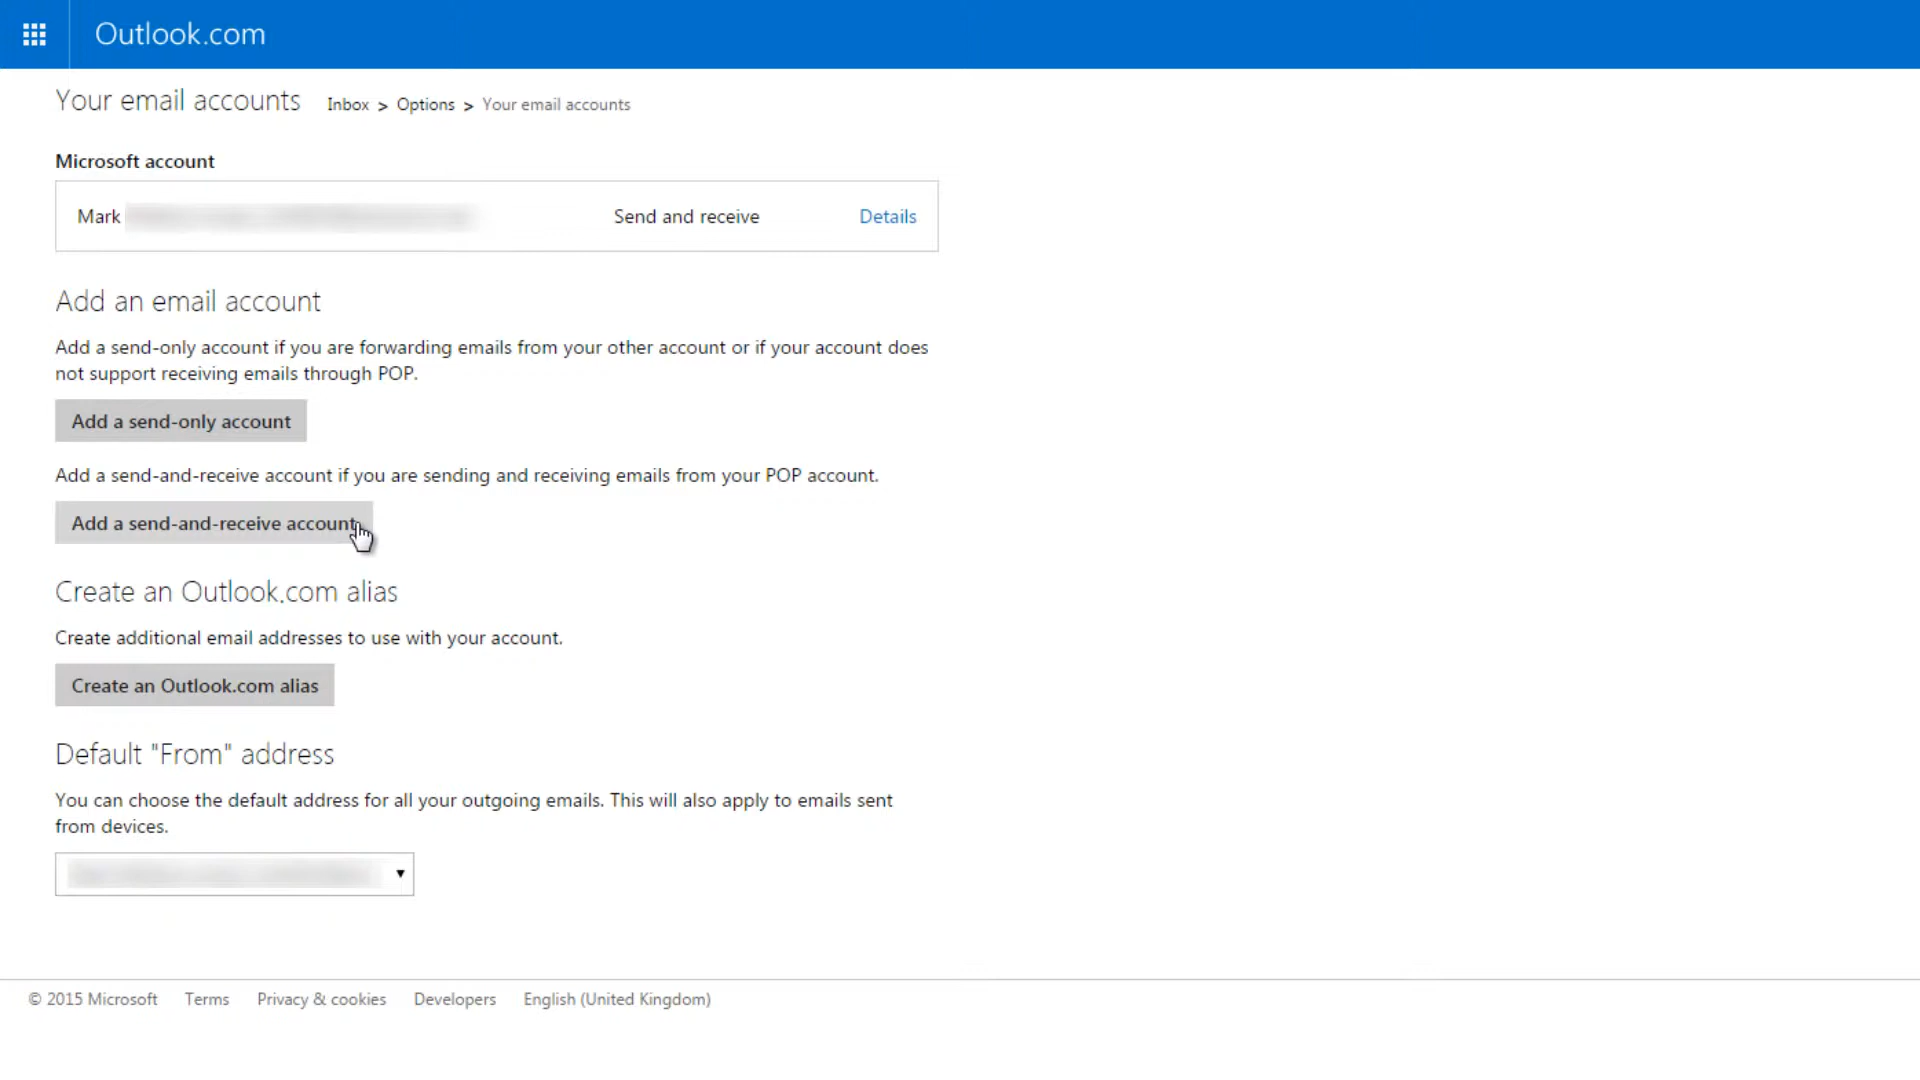 Outlook.com
Your email accounts Inbox > Options > Your email accounts
Microsoft account
Mark Send and receive Details
Add an email account
Add a send-only account if you are forwarding emails from your other account or if your account does
not support receiving emails through POP.
Add a send-only account
Add a send-and-receive account if you are sending and receiving emails from your POP account.
Add a send-and-receive account
Create an Outlook.com alias
Create additional email addresses to use with your account.
Create an Outlook.com alias
Default "From" address
You can choose the default address for all your outgoing emails. This will also apply to emails sent
from devices.
© 2015 Microsoft Terms Privacy & cookies Developers English (United Kingdom)